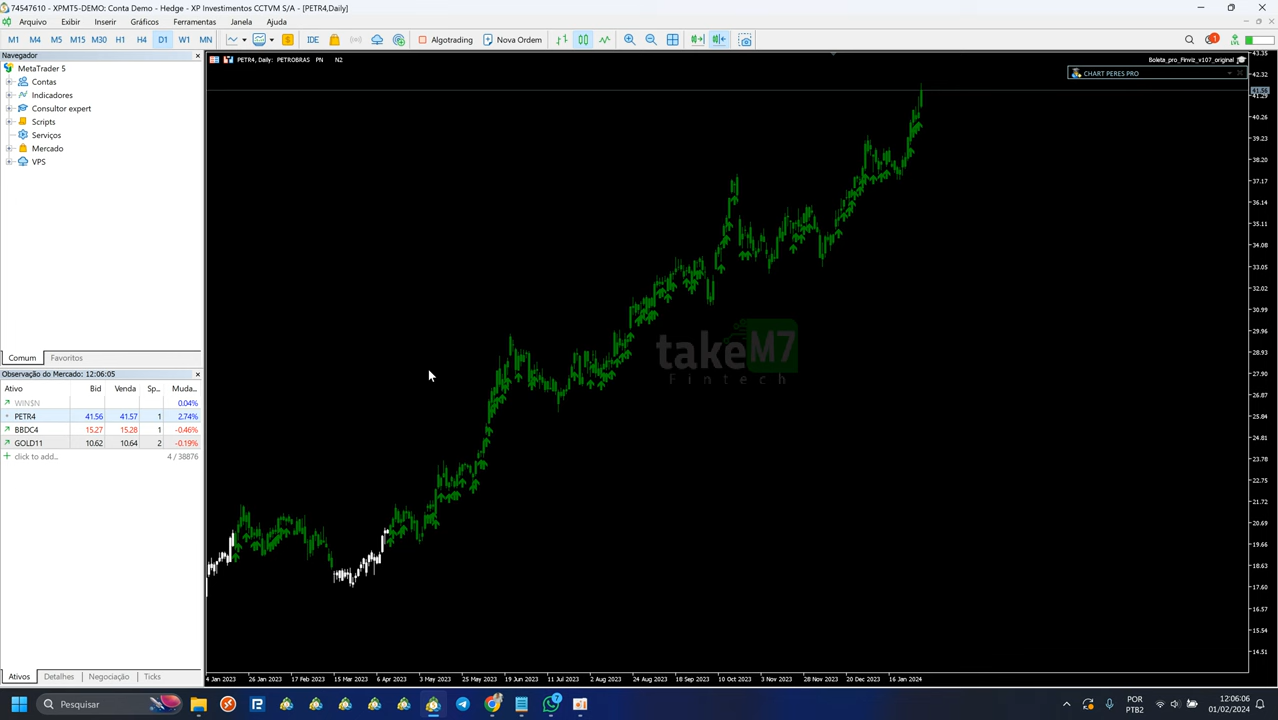 74547610 - XPMT5-DEMO: Conta Demo - Hedge - XP Investimentos CCTVM S/A - [PETR4,Daily]
Arquivo Exibir Inserir Gráficos Ferramentas Janela Ajuda
M1 M4 M5 M15 M30 H1 H4 D1 W1 MN IDE Algotrading Nova Ordem
Navegador
MetaTrader 5
Contas
Indicadores
Consultor expert
Scripts
Serviços
Mercado
VPS
Comum Favoritos
Observação do Mercado: 12:06:05
Ativo Bid Venda Sp... Muda...
WIN$N 0.04%
PETR4 41.56 41.57 1 2.74%
BBDC4 15.27 15.28 1 -0.46%
GOLD11 10.62 10.64 2 -0.19%
click to add... 4 / 38876
Ativos Detalhes Negociação Ticks
PETR4, Daily: PETROBRAS PN N2
Boleta_pro_Finviz_v107_original
CHART PERES PRO
takeM7
Fintech
43.35
42.32
41.56
41.29
40.26
39.23
38.20
37.17
36.14
35.11
34.08
33.05
32.02
30.99
29.96
28.93
27.90
26.87
25.84
24.81
23.78
22.75
21.72
20.69
19.66
18.63
17.60
16.57
15.54
14.51
4 Jan 2023 26 Jan 2023 17 Feb 2023 15 Mar 2023 6 Apr 2023 3 May 2023 25 May 2023 19 Jun 2023 11 Jul 2023 2 Aug 2023 24 Aug 2023 18 Sep 2023 10 Oct 2023 3 Nov 2023 28 Nov 2023 20 Dec 2023 16 Jan 2024
Pesquisar
POR
PTB2
12:06:06
01/02/2024